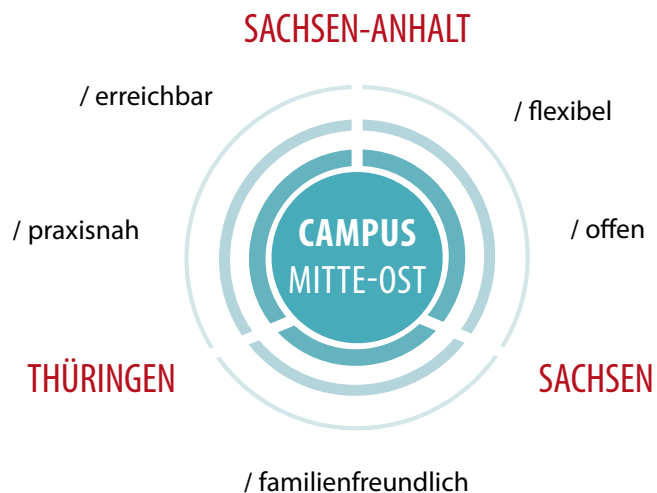 SACHSEN-ANHALT
/ erreichbar
/ flexibel
/ praxisnah
CAMPUS
MITTE-OST
/ offen
THÜRINGEN
SACHSEN
/ familienfreundlich